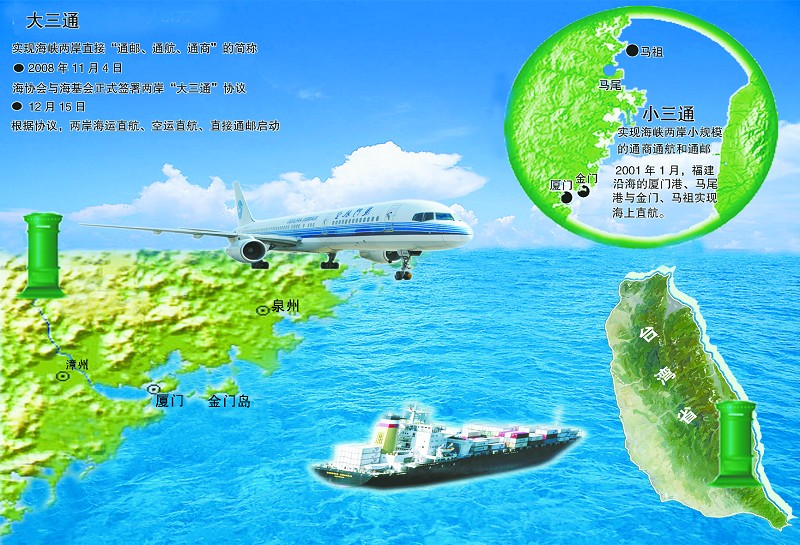 大三通
实现海峡两岸直接“通邮、通航、通商”的简称
● 2008 年 11 月 4 日
海协会与海基会正式签署两岸“大三通”协议
● 12 月 15 日
根据协议，两岸海运直航、空运直航、直接通邮启动
马祖
马尾
小三通
实现海峡两岸小规模
的通商通航和通邮
2001 年 1 月，福建
沿海的厦门港、马尾
港与金门、马祖实现
海上直航。
金门
厦门
泉州
漳州
厦门
金门岛
台湾省